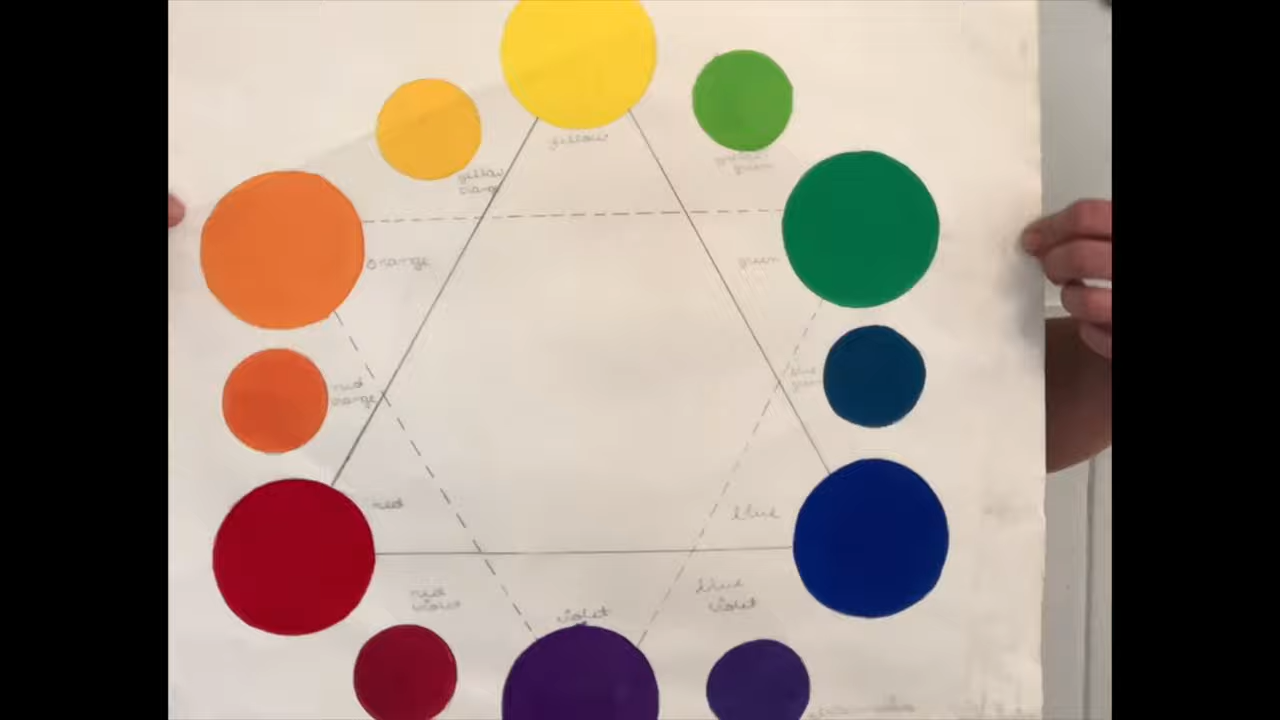 yellow
yellow
green
yellow
orange
orange
green
red
orange
blue
green
red
blue
red
violet
violet
blue
violet